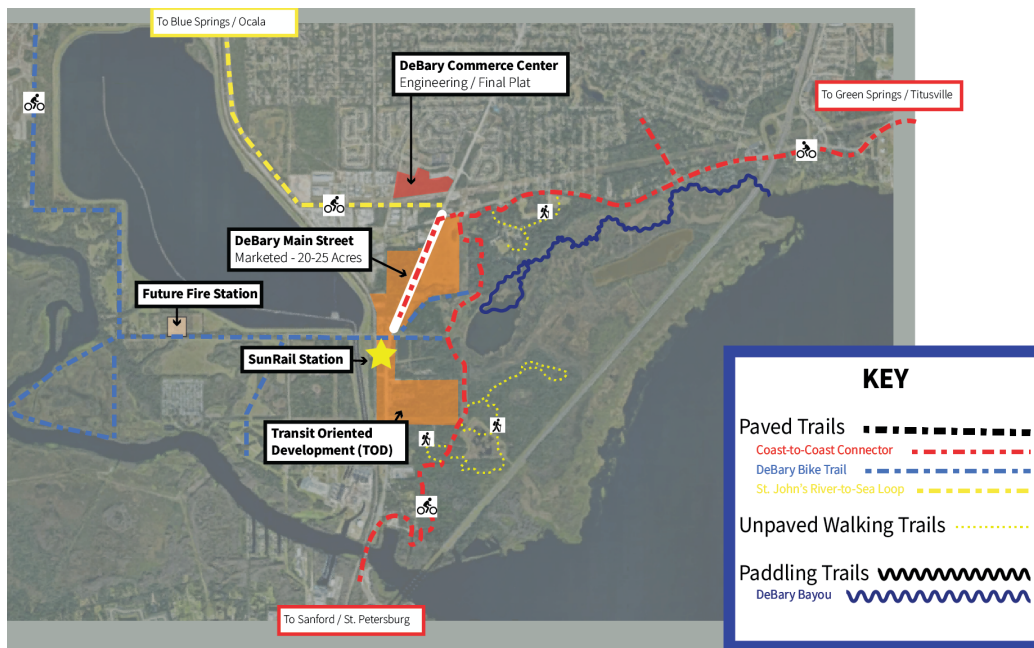 To Blue Springs / Ocala
DeBary Commerce Center
Engineering / Final Plat
To Green Springs / Titusville
DeBary Main Street
Marketed - 20-25 Acres
Future Fire Station
SunRail Station
Transit Oriented
Development (TOD)
To Sanford / St. Petersburg
KEY
Paved Trails
Coast-to-Coast Connector
DeBary Bike Trail
St. John's River-to-Sea Loop
Unpaved Walking Trails
Paddling Trails
DeBary Bayou